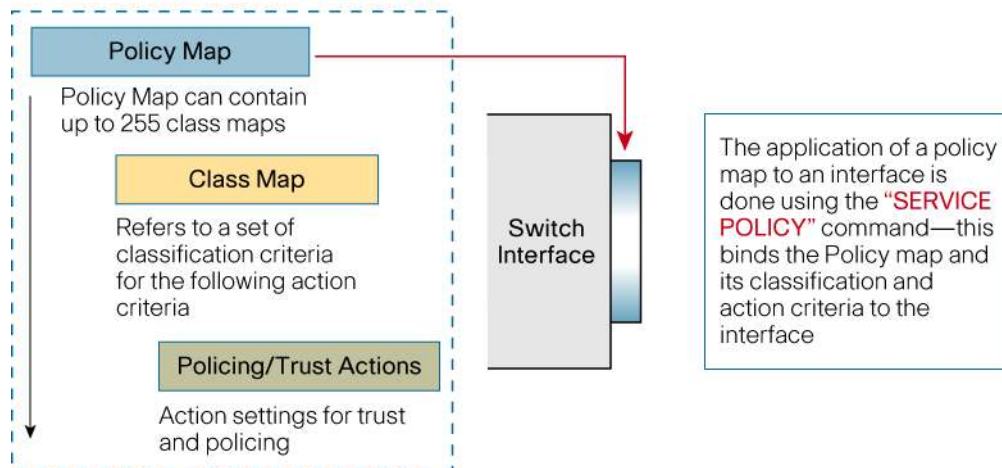 Policy Map
Policy Map can contain
up to 255 class maps
Class Map
Refers to a set of
classification criteria
for the following action
criteria
Policing/Trust Actions
Action settings for trust
and policing
Switch
Interface
The application of a policy
map to an interface is
done using the “SERVICE
POLICY” command—this
binds the Policy map and
its classification and
action criteria to the
interface